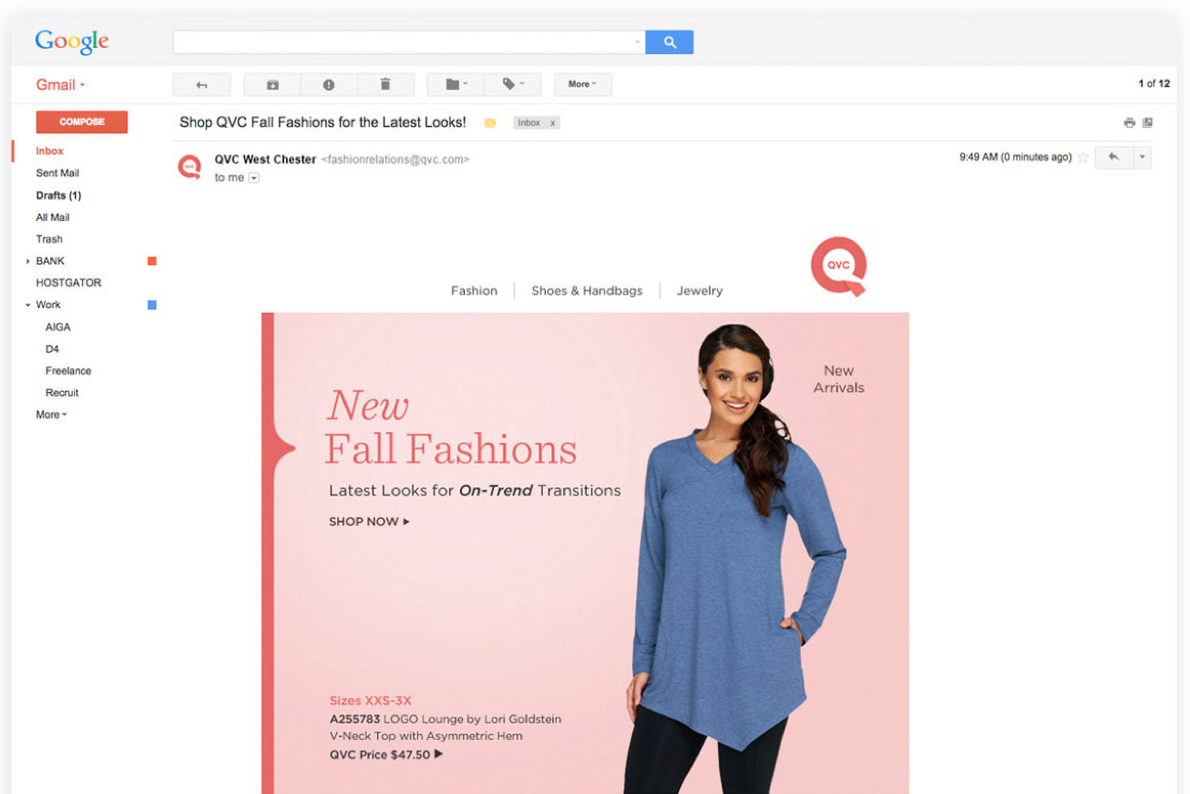 Google
Gmail
More
1 of 12
COMPOSE
Shop QVC Fall Fashions for the Latest Looks!
Inbox x
Inbox
Sent Mail
Drafts (1)
All Mail
Trash
BANK
HOSTGATOR
Work
AIGA
D4
Freelance
Recruit
More
QVC
QVC West Chester <fashionrelations@qvc.com>
to me
9:49 AM (0 minutes ago)
Fashion
Shoes & Handbags
Jewelry
QVC
New
Fall Fashions
Latest Looks for On-Trend Transitions
SHOP NOW
New
Arrivals
Sizes XXS-3X
A255783 LOGO Lounge by Lori Goldstein
V-Neck Top with Asymmetric Hem
QVC Price $47.50